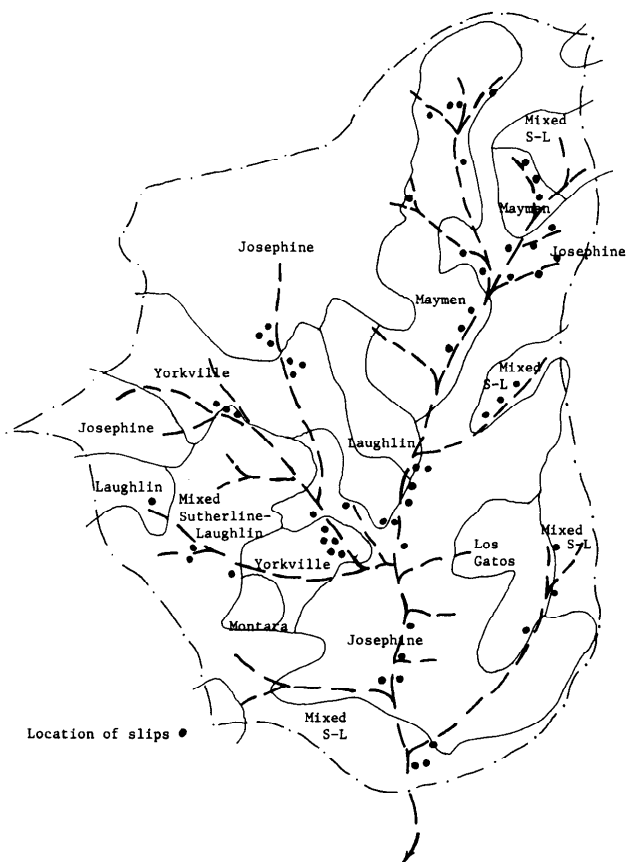 Mixed
S-L
Maymen
Josephine
Josephine
Maymen
Yorkville
Mixed
S-L
Josephine
Laughlin
Laughlin
Mixed
Sutherline-
Laughlin
Yorkville
Los
Gatos
Mixed
S-L
Montara
Josephine
Mixed
S-L
Location of slips